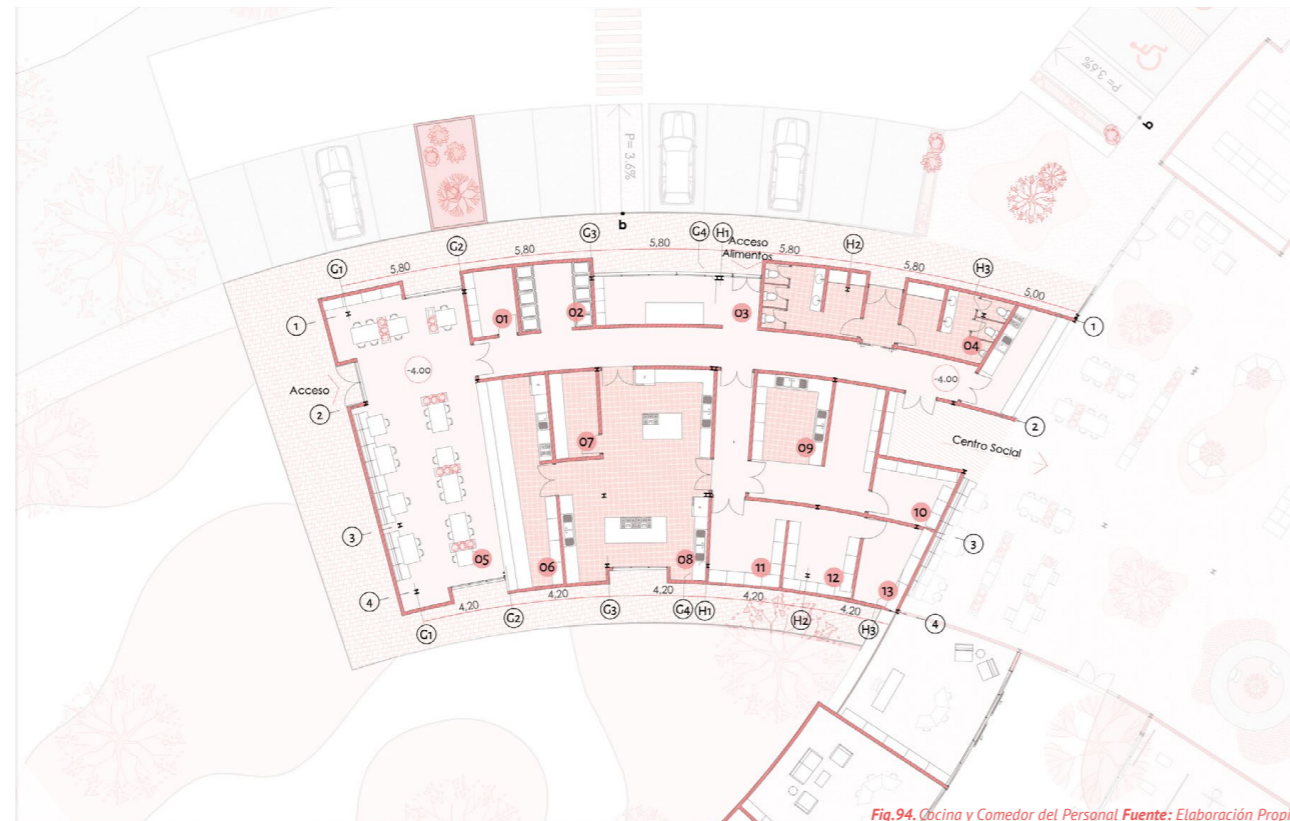 P= 3.6%
b
P= 3.6%
b
G1
5,80
G2
5,80
G3
5,80
G4
H1
Acceso
Alimentos
5,80
H2
5,80
H3
5,00
1
1
01
02
03
04
-4.00
-4.00
Acceso
2
2
Centro Social
07
09
10
3
3
05
06
08
11
12
13
4
4
G1
4,20
G2
4,20
G3
4,20
G4
H1
4,20
H2
4,20
H3
Fig.94. Cocina y Comedor del Personal Fuente: Elaboración Propi